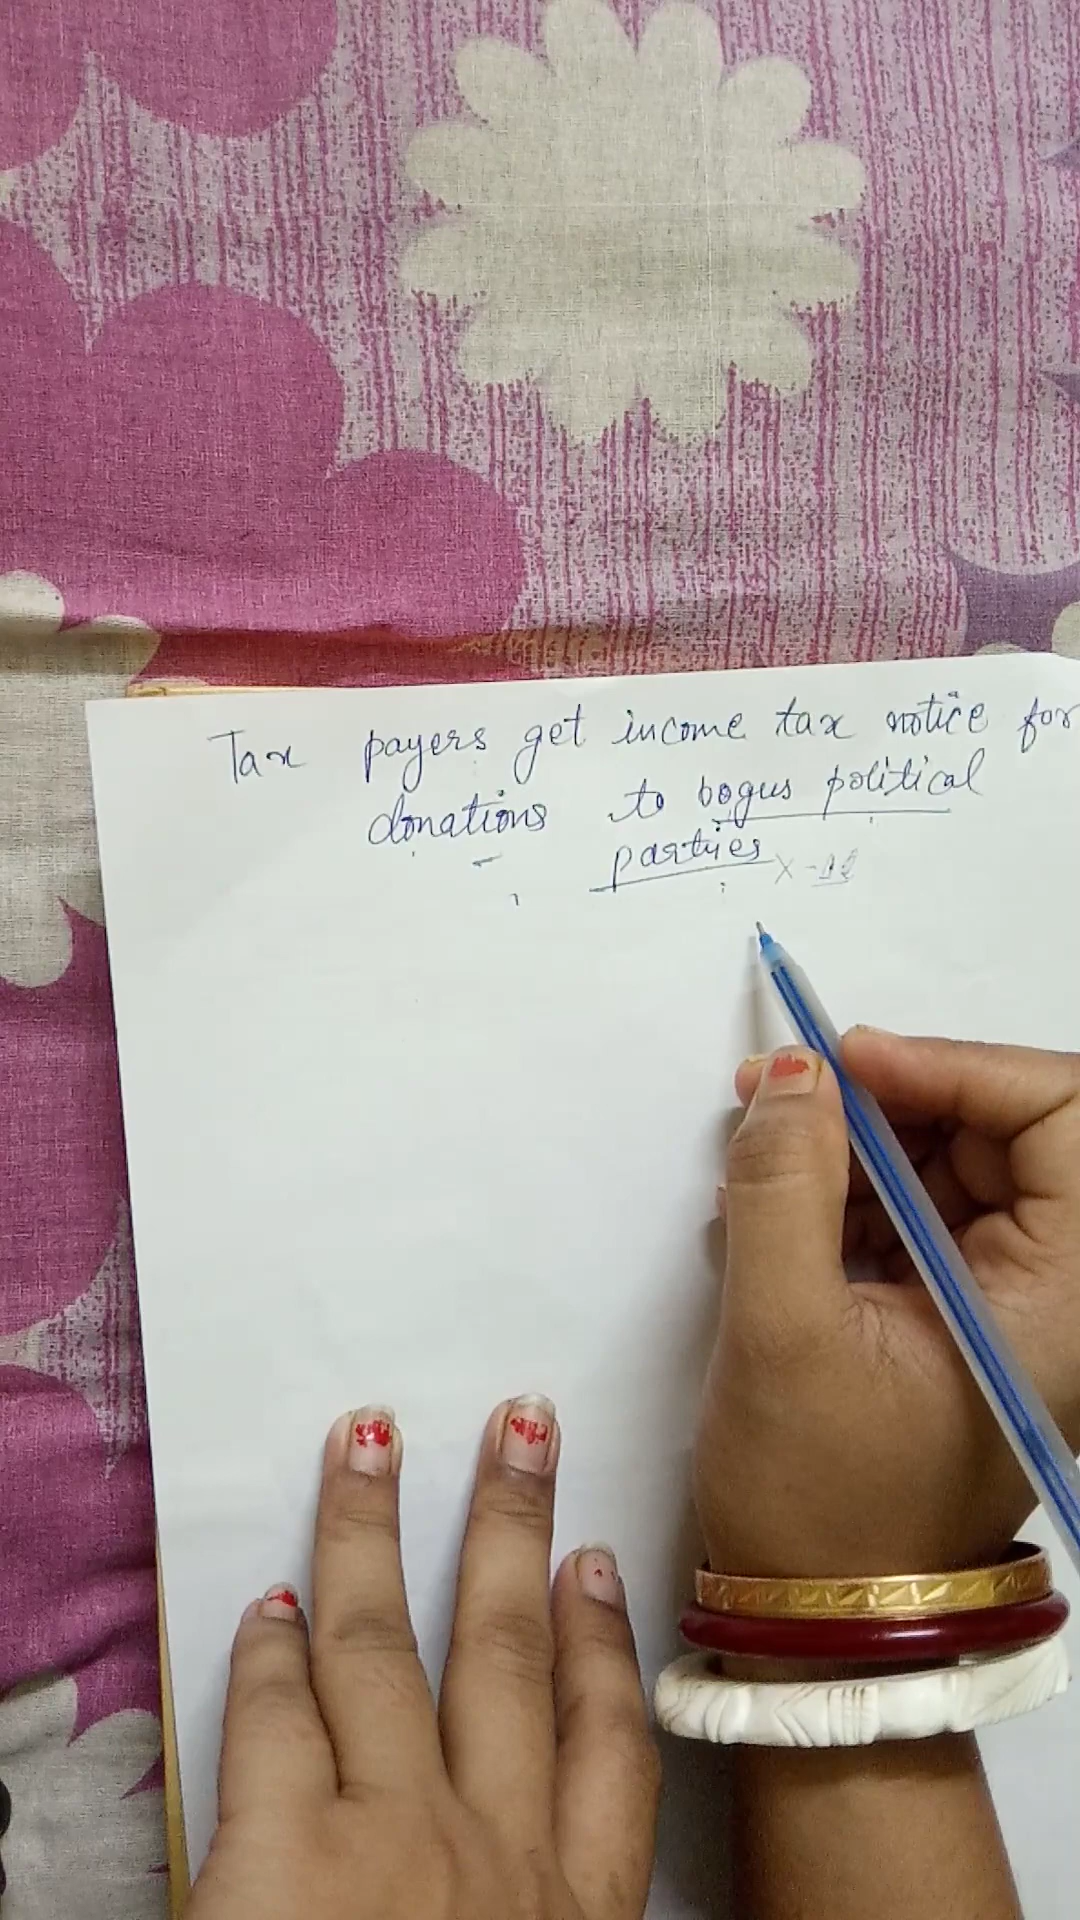 Tax payers get income tax notice for
donations to bogus political
parties X